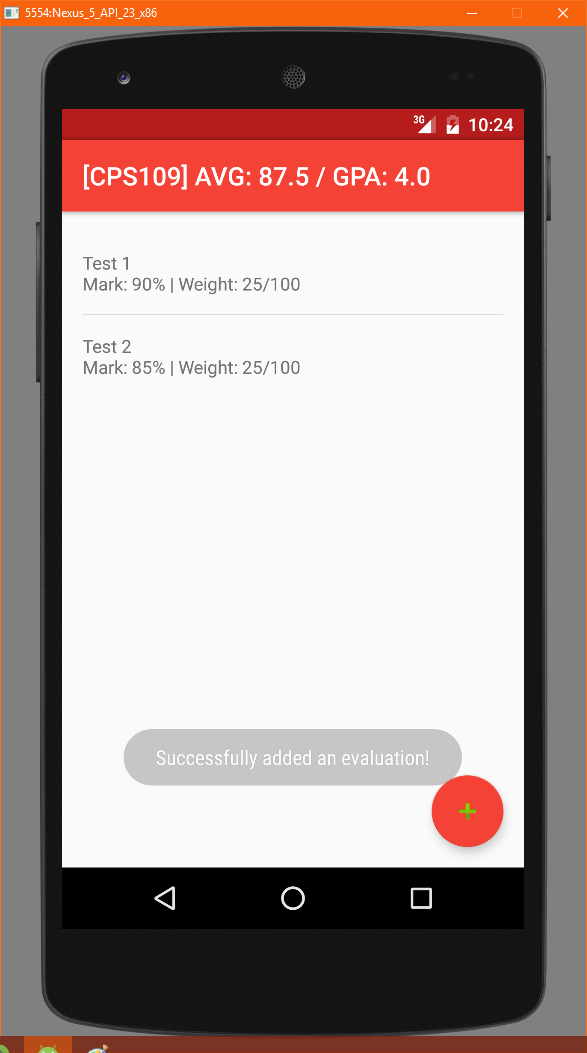 5554:Nexus_5_API_23_x86
3G 10:24
[CPS109] AVG: 87.5 / GPA: 4.0
Test 1
Mark: 90% | Weight: 25/100
Test 2
Mark: 85% | Weight: 25/100
Successfully added an evaluation!
+